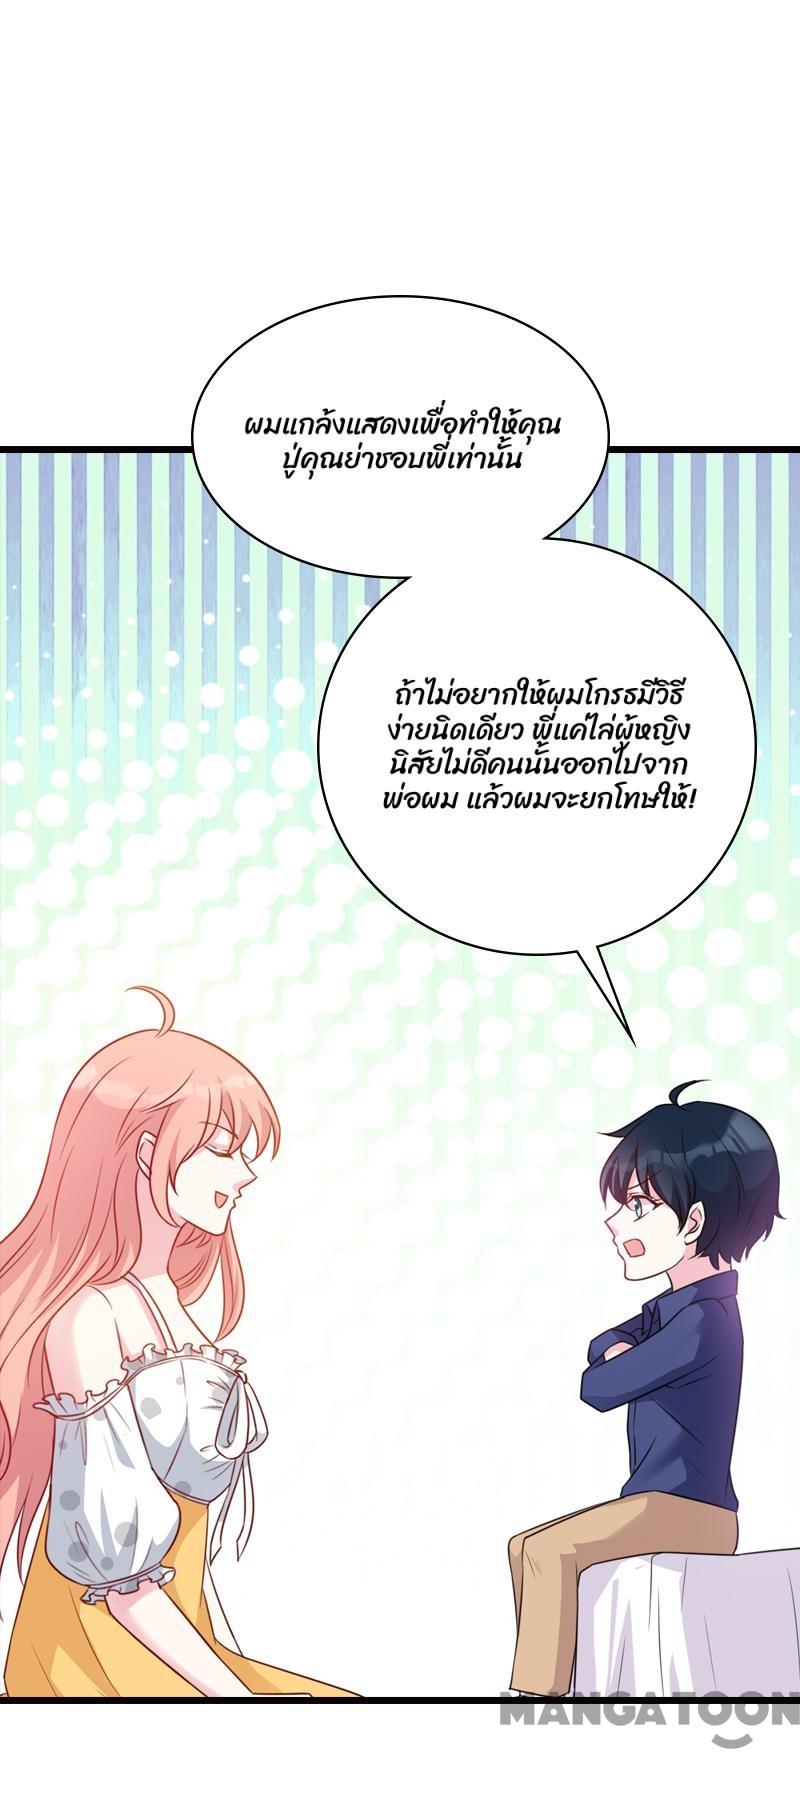 ผมแกล้งแสดงเพื่อทำให้คุณ
ปู่คุณย่าชอบพี่เท่านั้น
ถ้าไม่อยากให้ผมโกรธมีวิธี
ง่ายนิดเดียว พี่แค่ไล่ผู้หญิง
นิสัยไม่ดีคนนั้นออกไปจาก
พ่อผม แล้วผมจะยกโทษให้!
MANGATOON